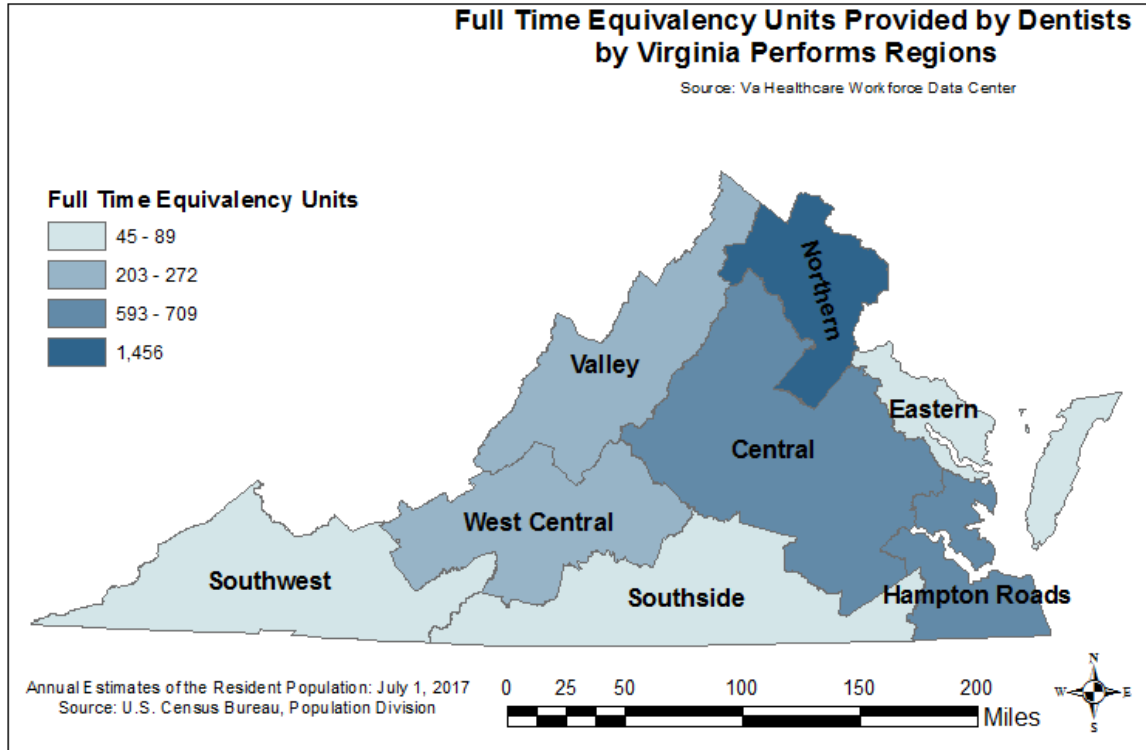 Full Time Equivalency Units Provided by Dentists
by Virginia Performs Regions
Source: Va Healthcare Workforce Data Center
Full Time Equivalency Units
45 - 89
203 - 272
593 - 709
1,456
Northern
Valley
Eastern
Central
West Central
Southwest
Southside
Hampton Roads
Annual Estimates of the Resident Population: July 1, 2017
Source: U.S. Census Bureau, Population Division
0 25 50 100 150 200
Miles
N
W E
S